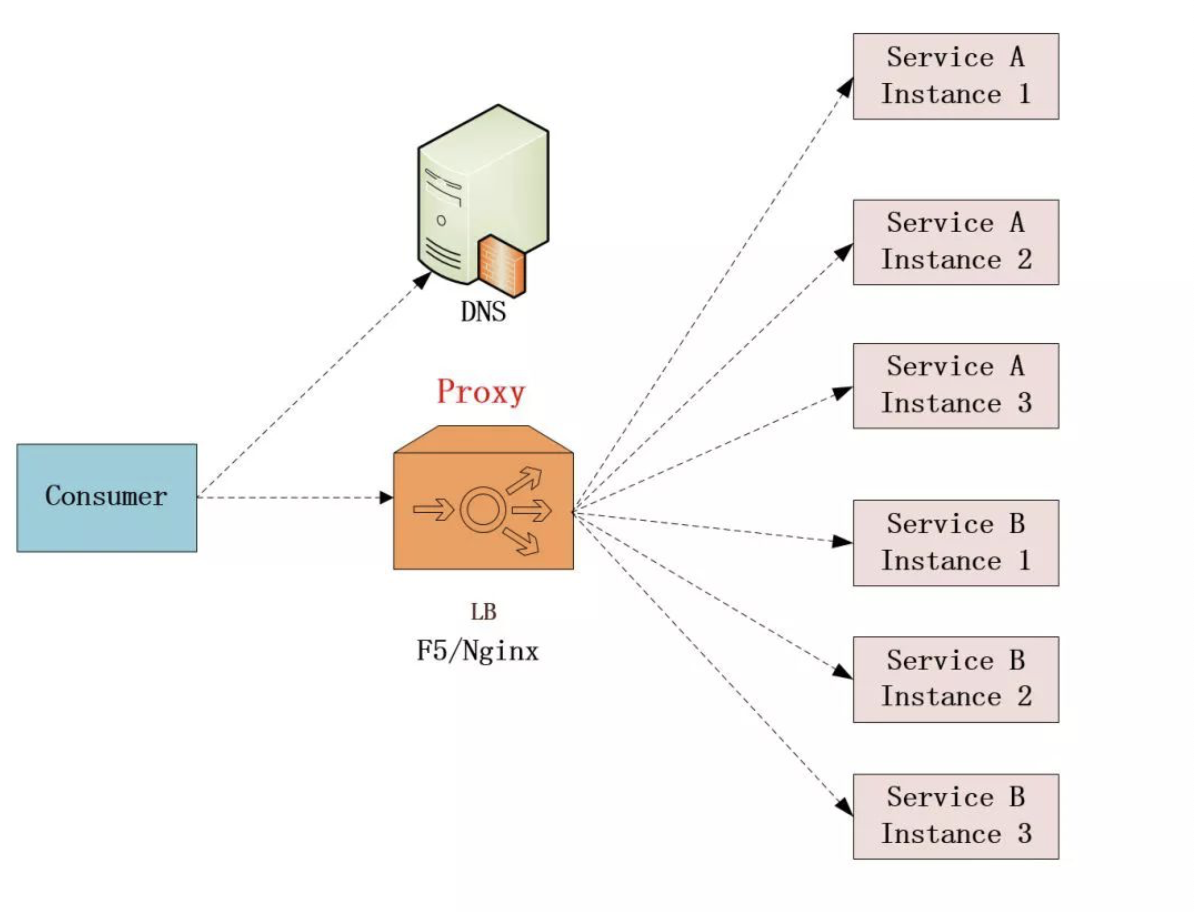 Service A
Instance 1
Service A
Instance 2
DNS
Service A
Instance 3
Proxy
Consumer
Service B
Instance 1
LB
F5/Nginx
Service B
Instance 2
Service B
Instance 3